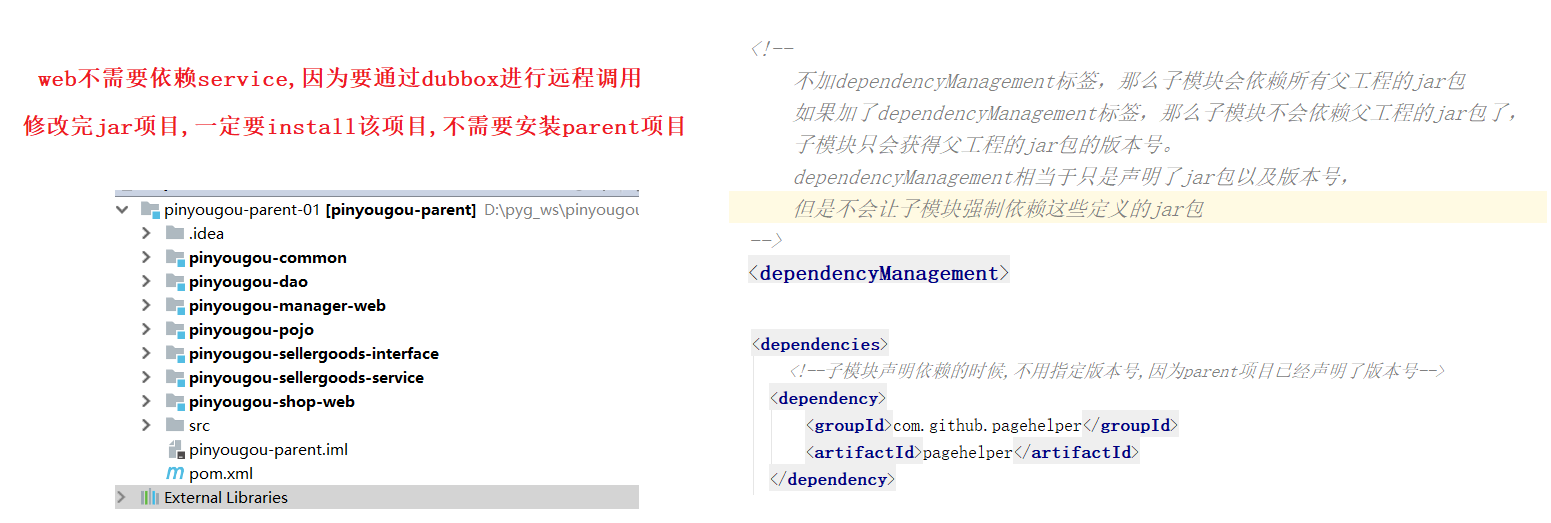 web不需要依赖service,因为要通过dubbox进行远程调用
修改完jar项目,一定要install该项目,不需要安装parent项目
pinyougou-parent-01 [pinyougou-parent] D:\pyg_ws\pinyougou
.idea
pinyougou-common
pinyougou-dao
pinyougou-manager-web
pinyougou-pojo
pinyougou-sellergoods-interface
pinyougou-sellergoods-service
pinyougou-shop-web
src
pinyougou-parent.iml
pom.xml
External Libraries
<!--
不加dependencyManagement标签，那么子模块会依赖所有父工程的jar包
如果加了dependencyManagement标签，那么子模块不会依赖父工程的jar包了，
子模块只会获得父工程的jar包的版本号。
dependencyManagement相当于只是声明了jar包以及版本号，
但是不会让子模块强制依赖这些定义的jar包
-->
<dependencyManagement>
<dependencies>
<!--子模块声明依赖的时候,不用指定版本号,因为parent项目已经声明了版本号-->
<dependency>
<groupId>com.github.pagehelper</groupId>
<artifactId>pagehelper</artifactId>
</dependency>